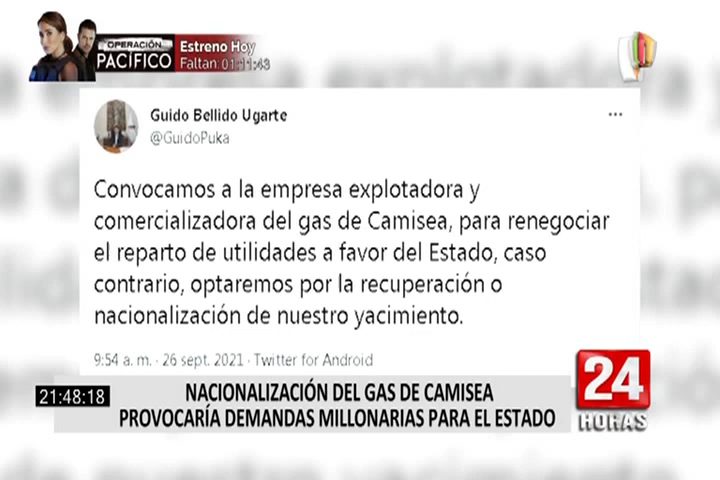 OPERACIÓN
PACÍFICO
Estreno Hoy
Faltan: 01:11:43
Guido Bellido Ugarte
@GuidoPuka
Convocamos a la empresa explotadora y
comercializadora del gas de Camisea, para renegociar
el reparto de utilidades a favor del Estado, caso
contrario, optaremos por la recuperación o
nacionalización de nuestro yacimiento.
9:54 a. m. · 26 sept. 2021 · Twitter for Android
21:48:18
NACIONALIZACIÓN DEL GAS DE CAMISEA
PROVOCARÍA DEMANDAS MILLONARIAS PARA EL ESTADO
24
HORAS